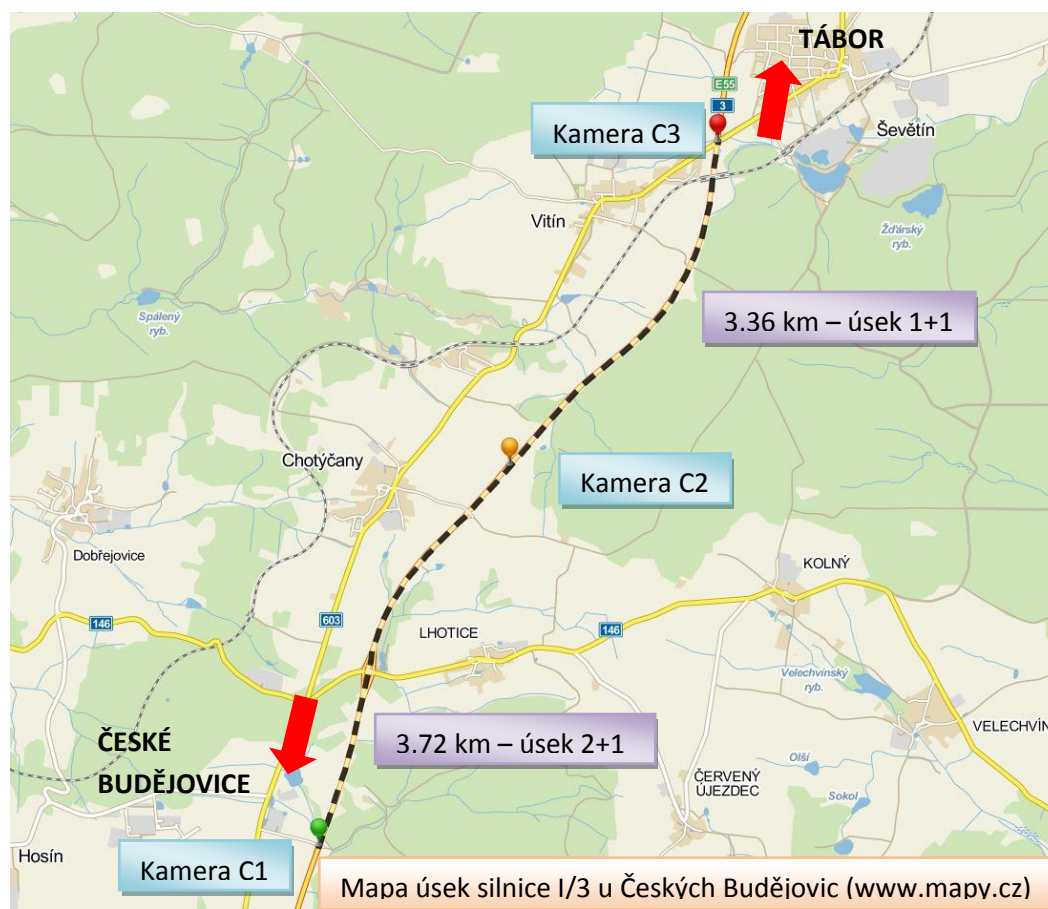 TÁBOR
E55
3
Kamera C3
Ševětín
Vitín
Žďárský
ryb.
3.36 km – úsek 1+1
Spálený
ryb.
Chotýčany
Kamera C2
Dobřejovice
KOLNÝ
603
146
LHOTICE
146
Velechvínský
ryb.
VELECHVÍN
ČESKÉ
BUDĚJOVICE
3.72 km – úsek 2+1
Olší
ČERVENÝ
ÚJEZDEC
Sokol
Hosín
Kamera C1
Mapa úsek silnice I/3 u Českých Budějovic (www.mapy.cz)